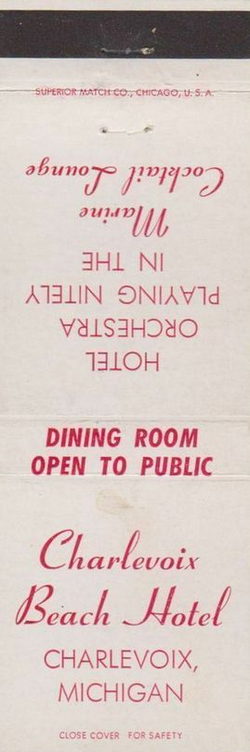 SUPERIOR MATCH CO., CHICAGO, U. S. A.
HOTEL
ORCHESTRA
PLAYING NITELY
IN THE
Marine
Cocktail Lounge
DINING ROOM
OPEN TO PUBLIC
Charlevoix
Beach Hotel
CHARLEVOIX,
MICHIGAN
CLOSE COVER FOR SAFETY